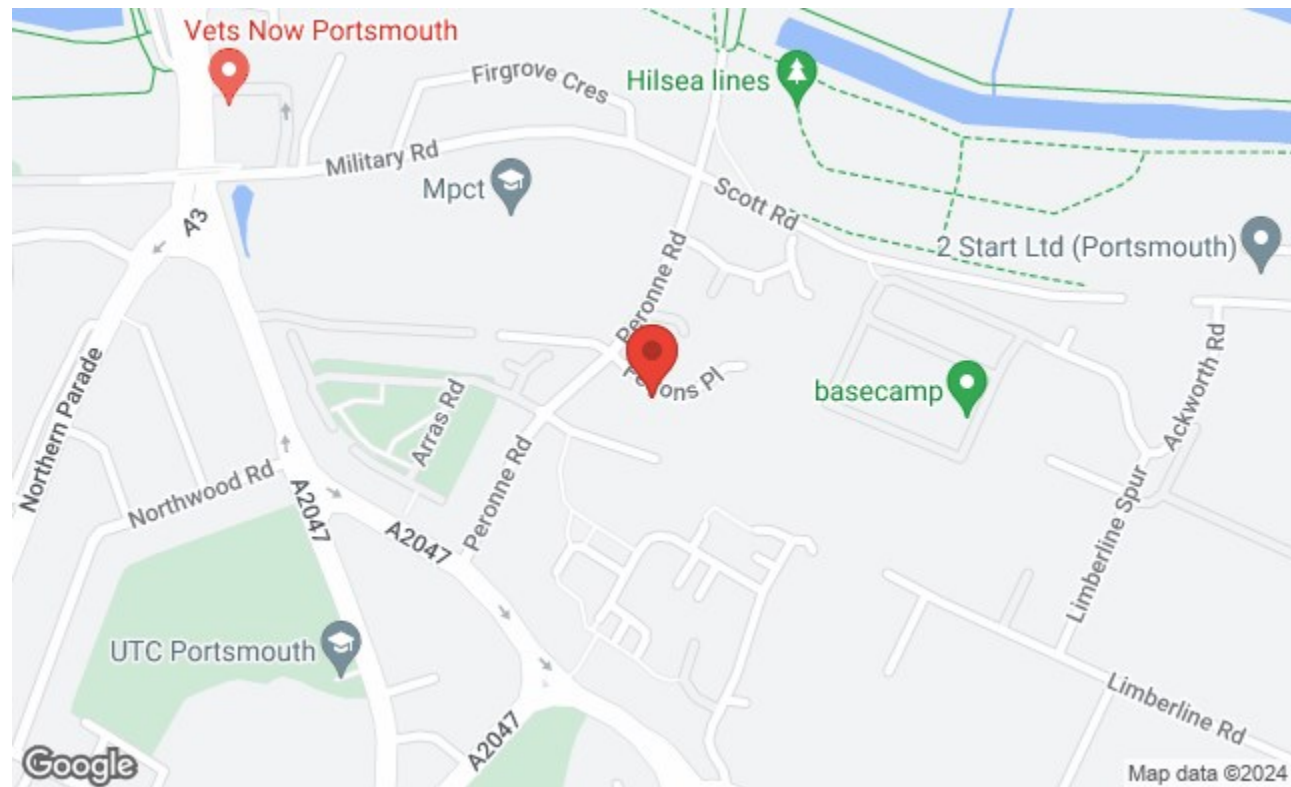 Vets Now Portsmouth
Firgrove Cres
Hilsea lines
Military Rd
Mpct
Scott Rd
A3
2 Start Ltd (Portsmouth)
Peronne Rd
Northern Parade
Pl
basecamp
Ackworth Rd
Arras Rd
Peronne Rd
Northwood Rd
A2047
A2047
Limberline Spur
UTC Portsmouth
Limberline Rd
A2047
Google
Map data ©2024